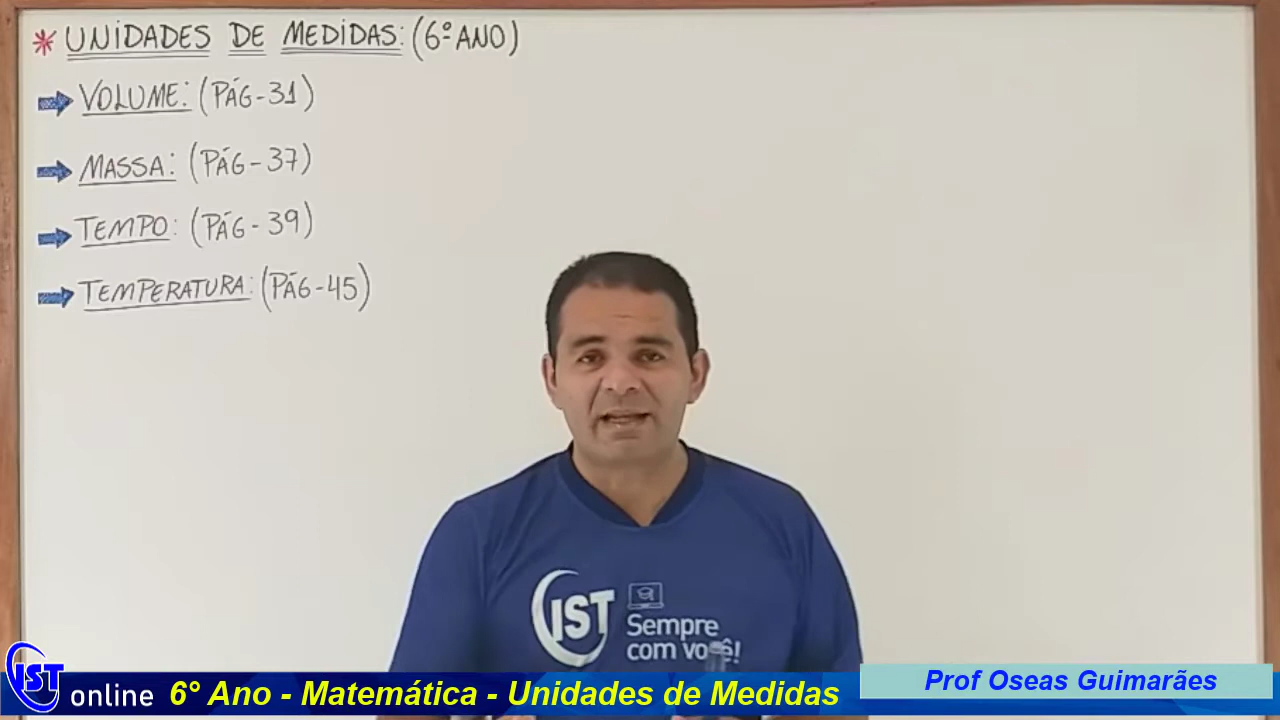 * UNIDADES DE MEDIDAS: (6º ANO)
VOLUME: (PÁG-31)
MASSA: (PÁG-37)
TEMPO: (PÁG-39)
TEMPERATURA: (PÁG-45)
IST
Sempre
com você!
IST online
6° Ano - Matemática - Unidades de Medidas
Prof Oseas Guimarães